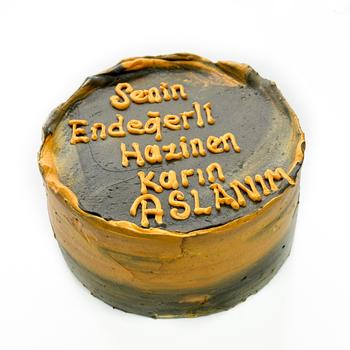 Senin
Endeğerli
Hazinen
Karın
ASLANIM